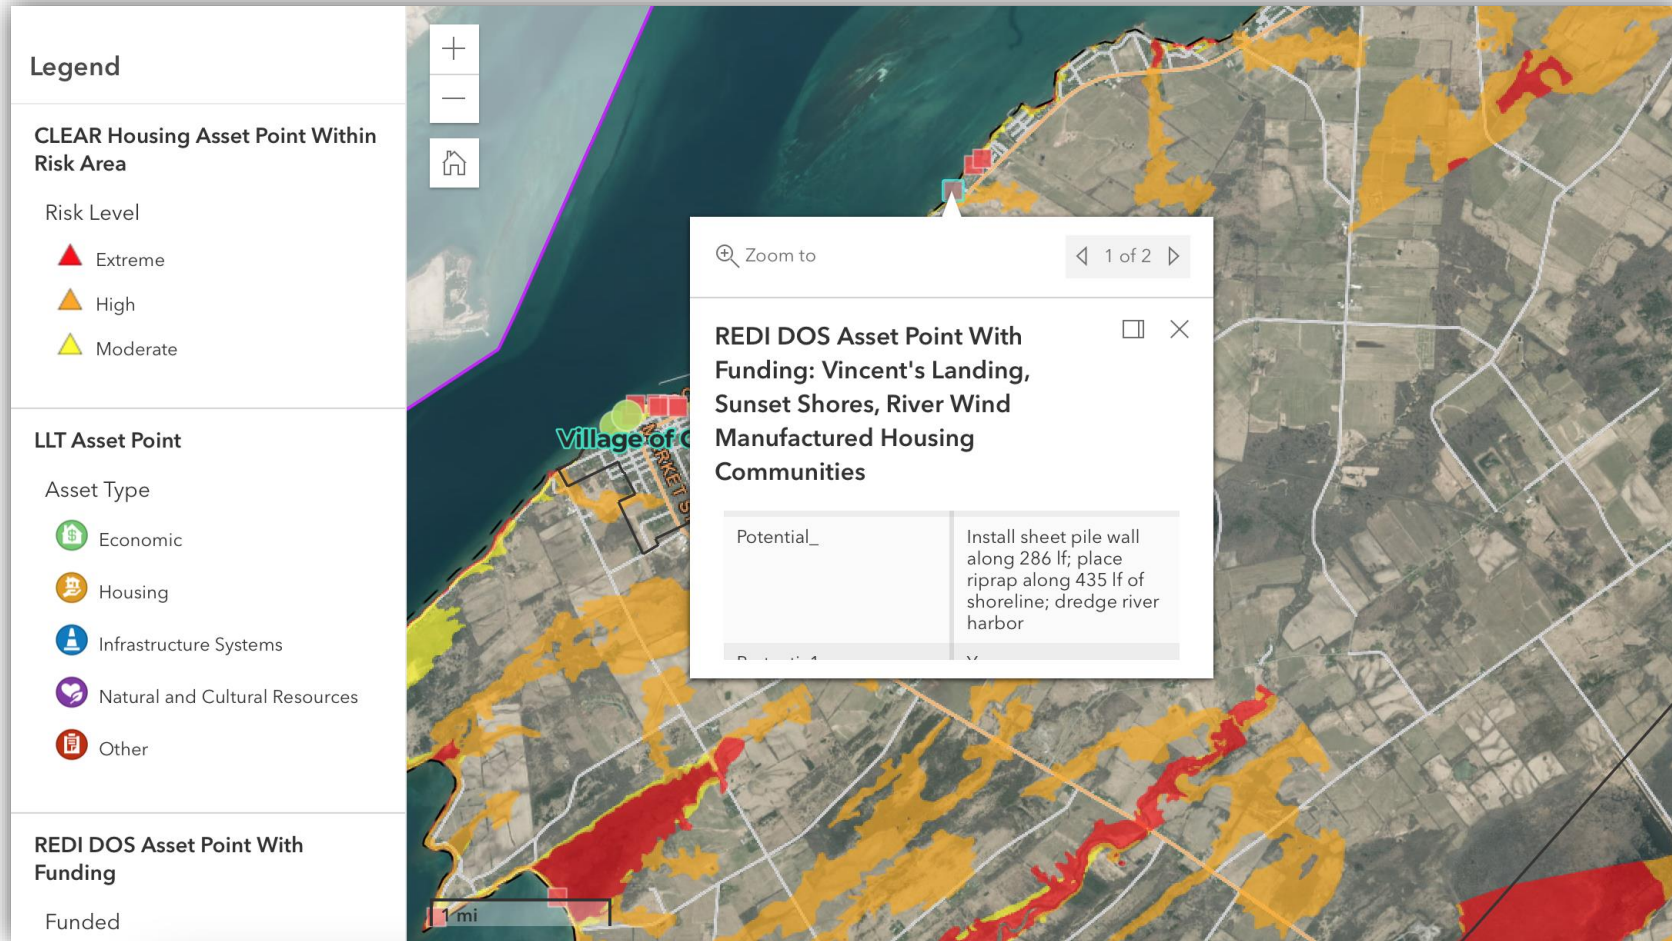 Legend
CLEAR Housing Asset Point Within
Risk Area
Risk Level
Extreme
High
Moderate
LLT Asset Point
Asset Type
Economic
Housing
Infrastructure Systems
Natural and Cultural Resources
Other
REDI DOS Asset Point With
Funding
Funded
Zoom to
1 of 2
REDI DOS Asset Point With
Funding: Vincent's Landing,
Sunset Shores, River Wind
Manufactured Housing
Communities
Potential_
Install sheet pile wall
along 286 lf; place
riprap along 435 lf of
shoreline; dredge river
harbor
Village of
1 mi